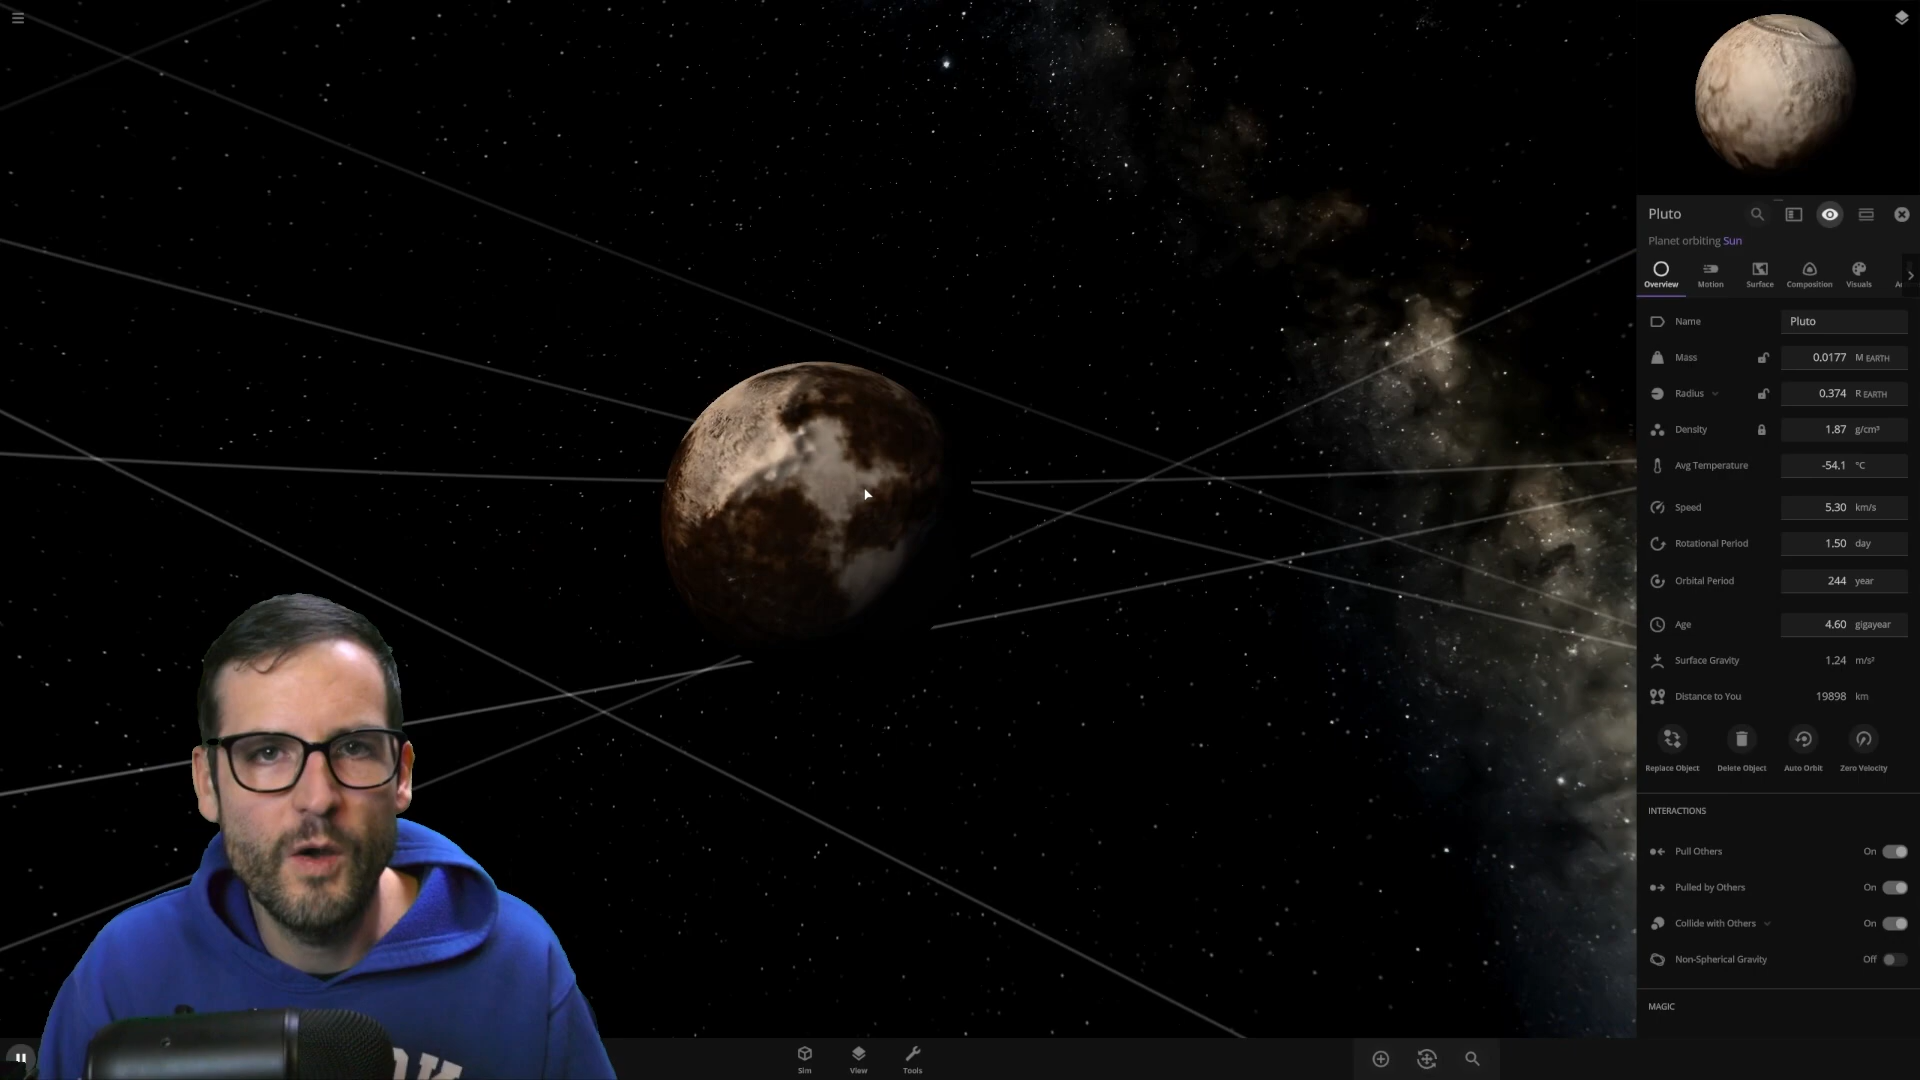 Pluto
Planet orbiting Sun
Overview Motion Surface Composition Visuals
Name Pluto
Mass 0.0177 M EARTH
Radius 0.374 R EARTH
Density 1.87 g/cm³
Avg Temperature -54.1 °C
Speed 5.30 km/s
Rotational Period 1.50 day
Orbital Period 244 year
Age 4.60 gigayear
Surface Gravity 1.24 m/s²
Distance to You 19898 km
Replace Object Delete Object Auto Orbit Zero Velocity
INTERACTIONS
Pull Others On
Pulled by Others On
Collide with Others On
Non-Spherical Gravity Off
MAGIC
Sim View Tools